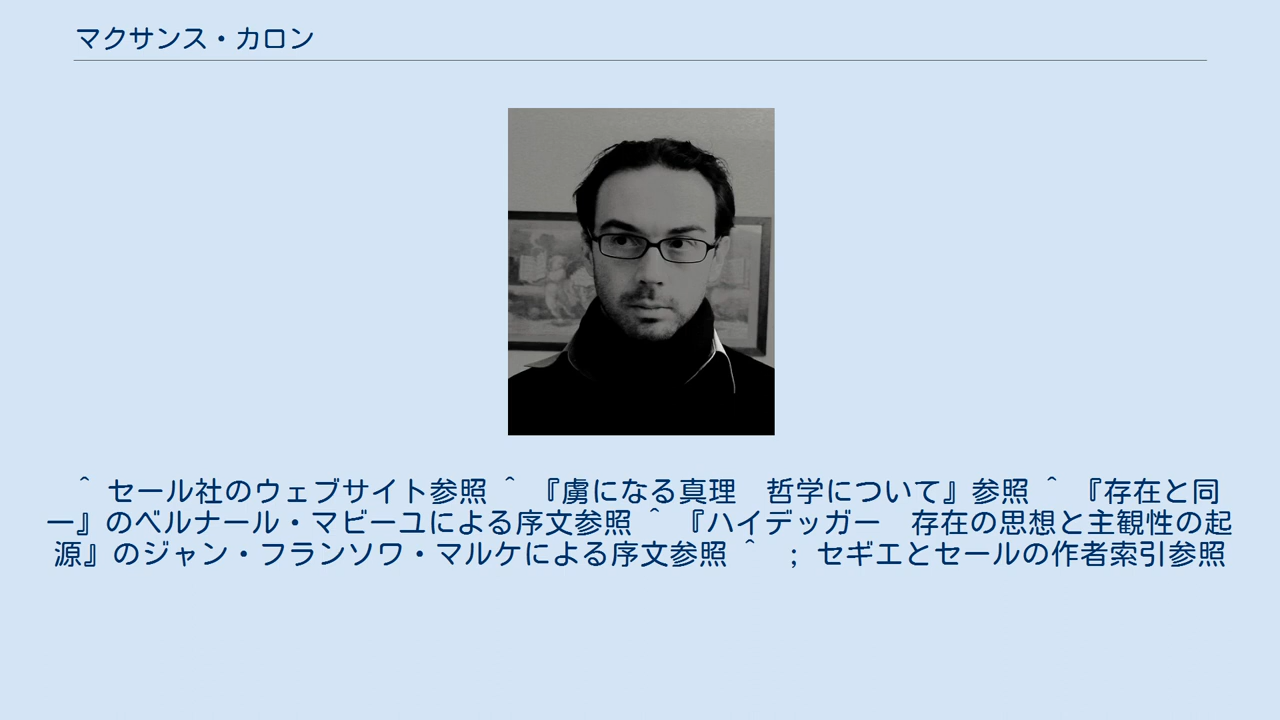 マクサンス・カロン
＾ セール社のウェブサイト参照 ＾ 『虜になる真理　哲学について』参照 ＾ 『存在と同
一』のベルナール・マビーユによる序文参照 ＾ 『ハイデッガー　存在の思想と主観性の起
源』のジャン・フランソワ・マルケによる序文参照 ＾ ；セギエとセールの作者索引参照